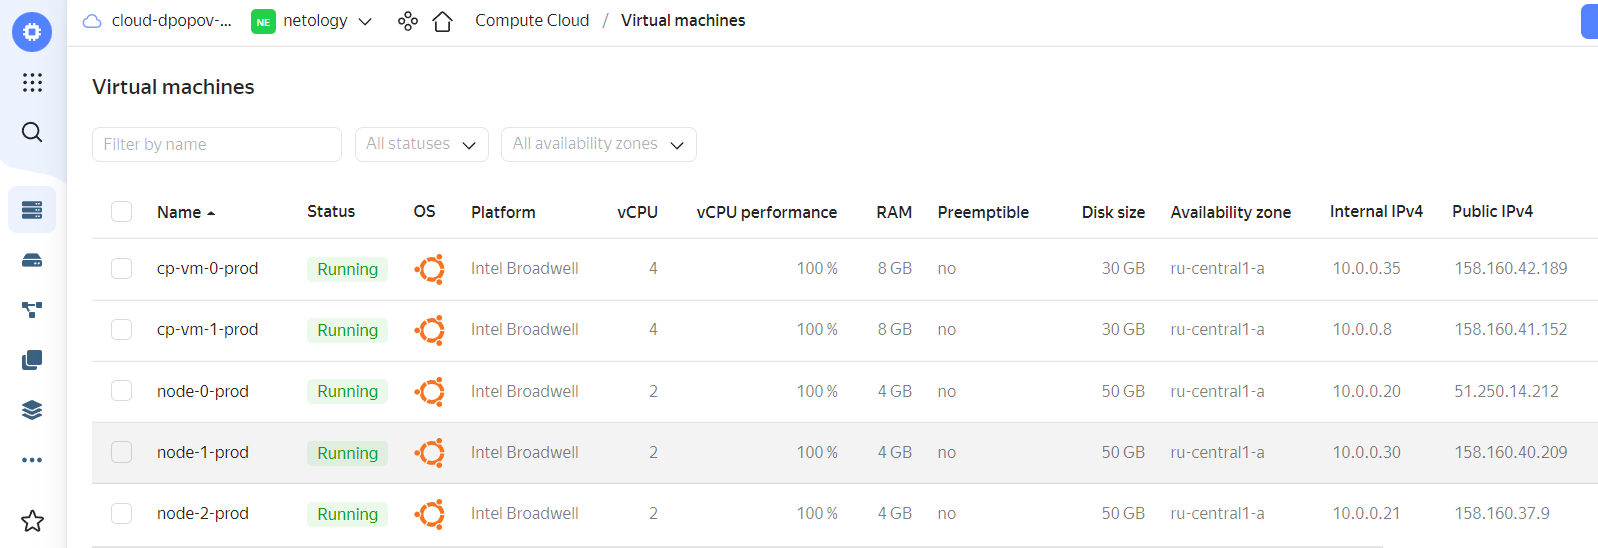 cloud-dpopov-... NE netology Compute Cloud / Virtual machines
Virtual machines
Filter by name All statuses All availability zones
Name Status OS Platform vCPU vCPU performance RAM Preemptible Disk size Availability zone Internal IPv4 Public IPv4
cp-vm-0-prod Running Intel Broadwell 4 100 % 8 GB no 30 GB ru-central1-a 10.0.0.35 158.160.42.189
cp-vm-1-prod Running Intel Broadwell 4 100 % 8 GB no 30 GB ru-central1-a 10.0.0.8 158.160.41.152
node-0-prod Running Intel Broadwell 2 100 % 4 GB no 50 GB ru-central1-a 10.0.0.20 51.250.14.212
node-1-prod Running Intel Broadwell 2 100 % 4 GB no 50 GB ru-central1-a 10.0.0.30 158.160.40.209
node-2-prod Running Intel Broadwell 2 100 % 4 GB no 50 GB ru-central1-a 10.0.0.21 158.160.37.9